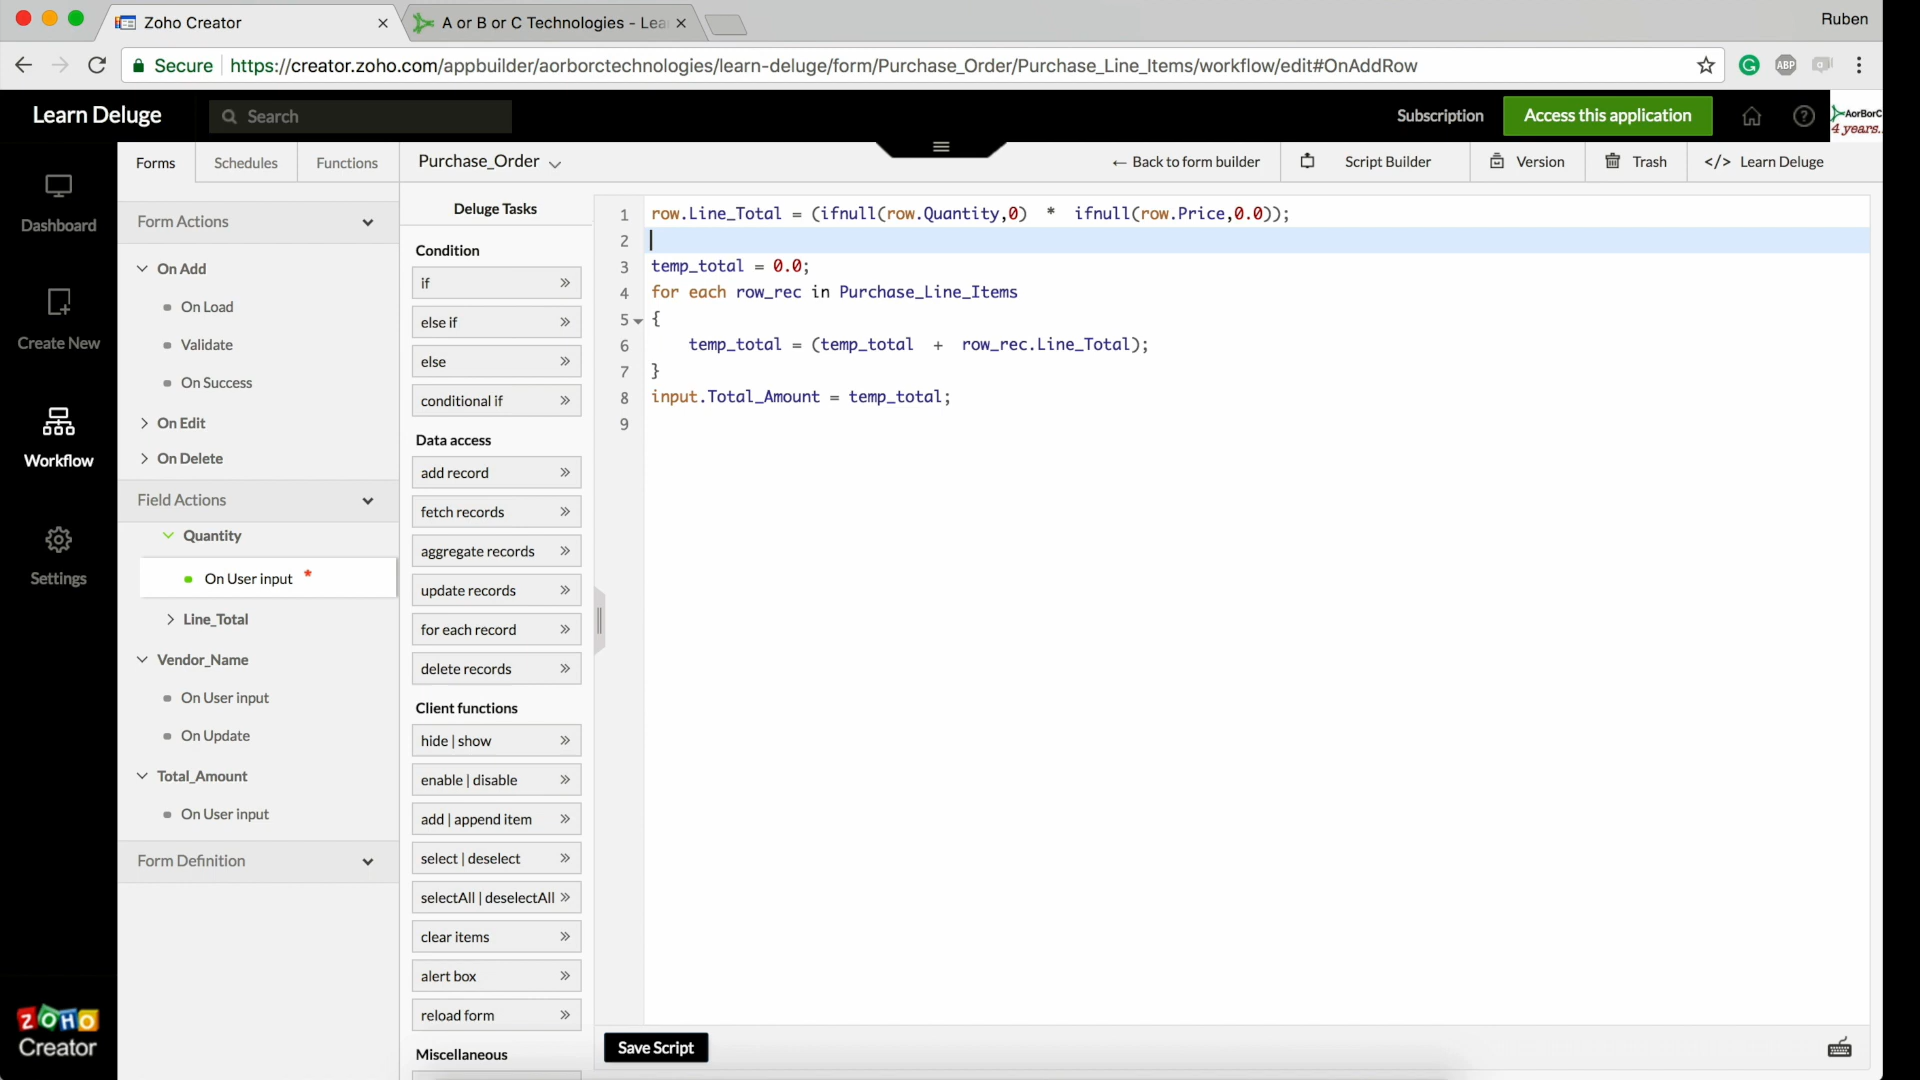 Zoho Creator
A or B or C Technologies - Lea
Ruben
Secure
https://creator.zoho.com/appbuilder/aorborctechnologies/learn-deluge/form/Purchase_Order/Purchase_Line_Items/workflow/edit#OnAddRow
ABP
Learn Deluge
Search
Subscription
Access this application
?
AorBorC
4 years.
Forms
Schedules
Functions
Purchase_Order
← Back to form builder
Script Builder
Version
Trash
</> Learn Deluge
Dashboard
Create New
Workflow
Settings
ZOHO
Creator
Form Actions
On Add
On Load
Validate
On Success
On Edit
On Delete
Field Actions
Quantity
On User input *
Line_Total
Vendor_Name
On User input
On Update
Total_Amount
On User input
Form Definition
Deluge Tasks
Condition
if »
else if »
else »
conditional if »
Data access
add record »
fetch records »
aggregate records »
update records »
for each record »
delete records »
Client functions
hide | show »
enable | disable »
add | append item »
select | deselect »
selectAll | deselectAll »
clear items »
alert box »
reload form »
Miscellaneous
1 row.Line_Total = (ifnull(row.Quantity,0) * ifnull(row.Price,0.0));
2
3 temp_total = 0.0;
4 for each row_rec in Purchase_Line_Items
5 {
6 temp_total = (temp_total + row_rec.Line_Total);
7 }
8 input.Total_Amount = temp_total;
9
Save Script